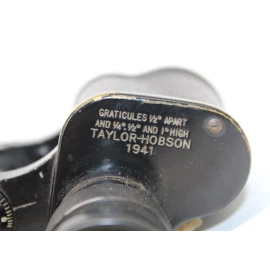 GRATICULES ½° APART
AND ¼°. ½° AND 1° HIGH
TAYLOR-HOBSON
1941